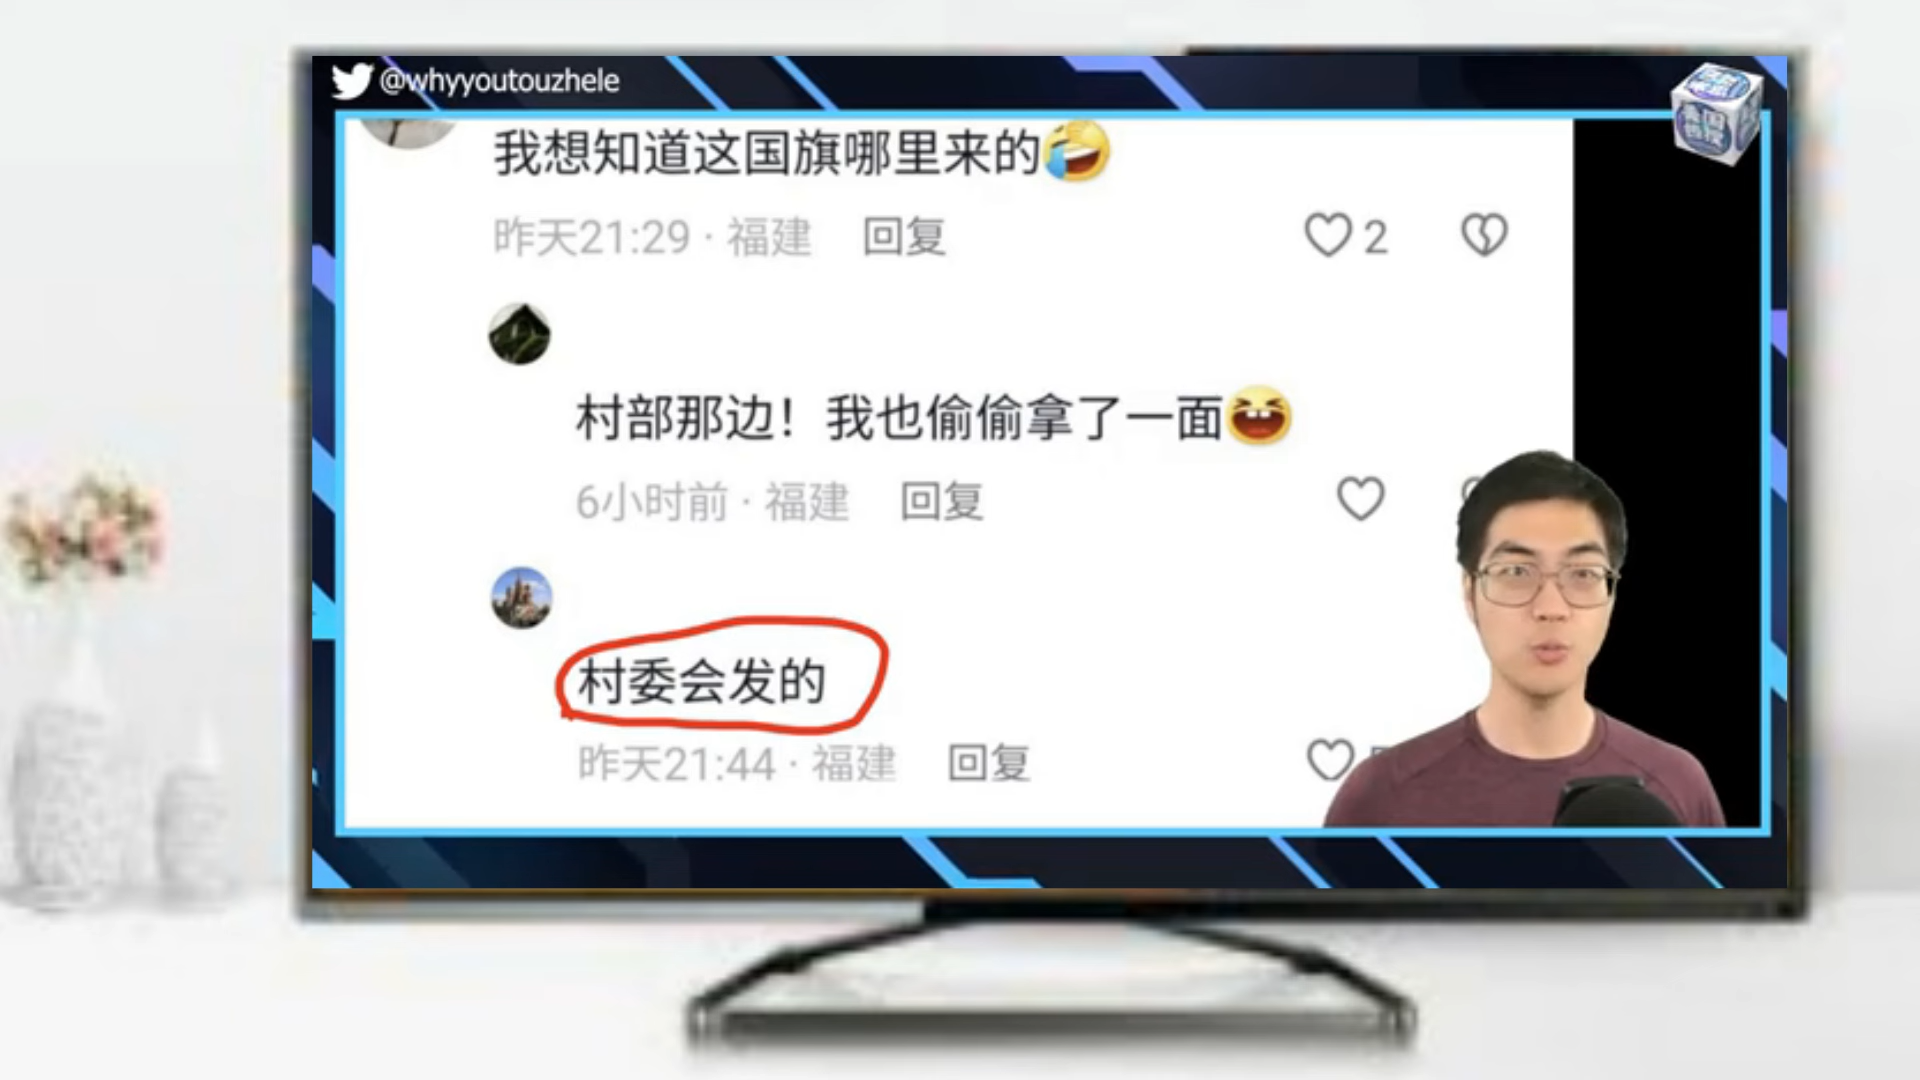 @whyyoutouzhele
我想知道这国旗哪里来的
昨天21:29 · 福建 回复
2
村部那边！我也偷偷拿了一面
6小时前 · 福建 回复
村委会发的
昨天21:44 · 福建 回复